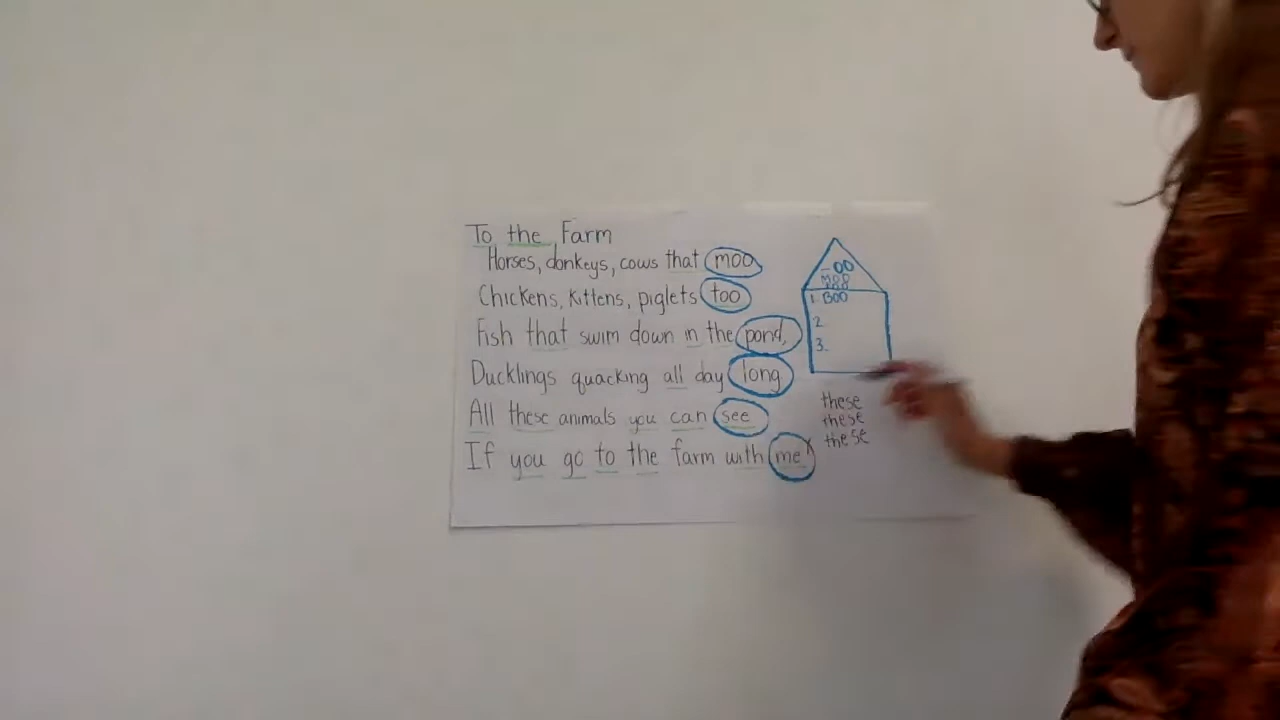 To the Farm
Horses, donkeys, cows that moo
Chickens, kittens, piglets too
Fish that swim down in the pond,
Ducklings quacking all day long
All these animals you can see
If you go to the farm with me
_oo
1. Boo
2.
3.
these
these
these